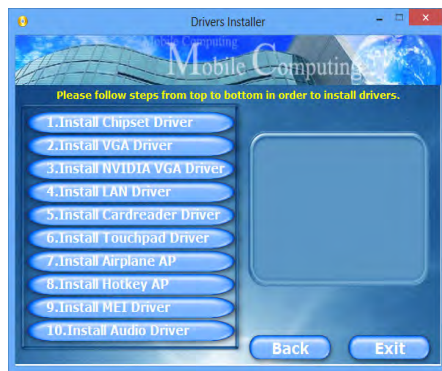 Drivers Installer
Mobile Computing
Mobile Computing
Please follow steps from top to bottom in order to install drivers.
1.Install Chipset Driver
2.Install VGA Driver
3.Install NVIDIA VGA Driver
4.Install LAN Driver
5.Install Cardreader Driver
6.Install Touchpad Driver
7.Install Airplane AP
8.Install Hotkey AP
9.Install MEI Driver
10.Install Audio Driver
Back Exit